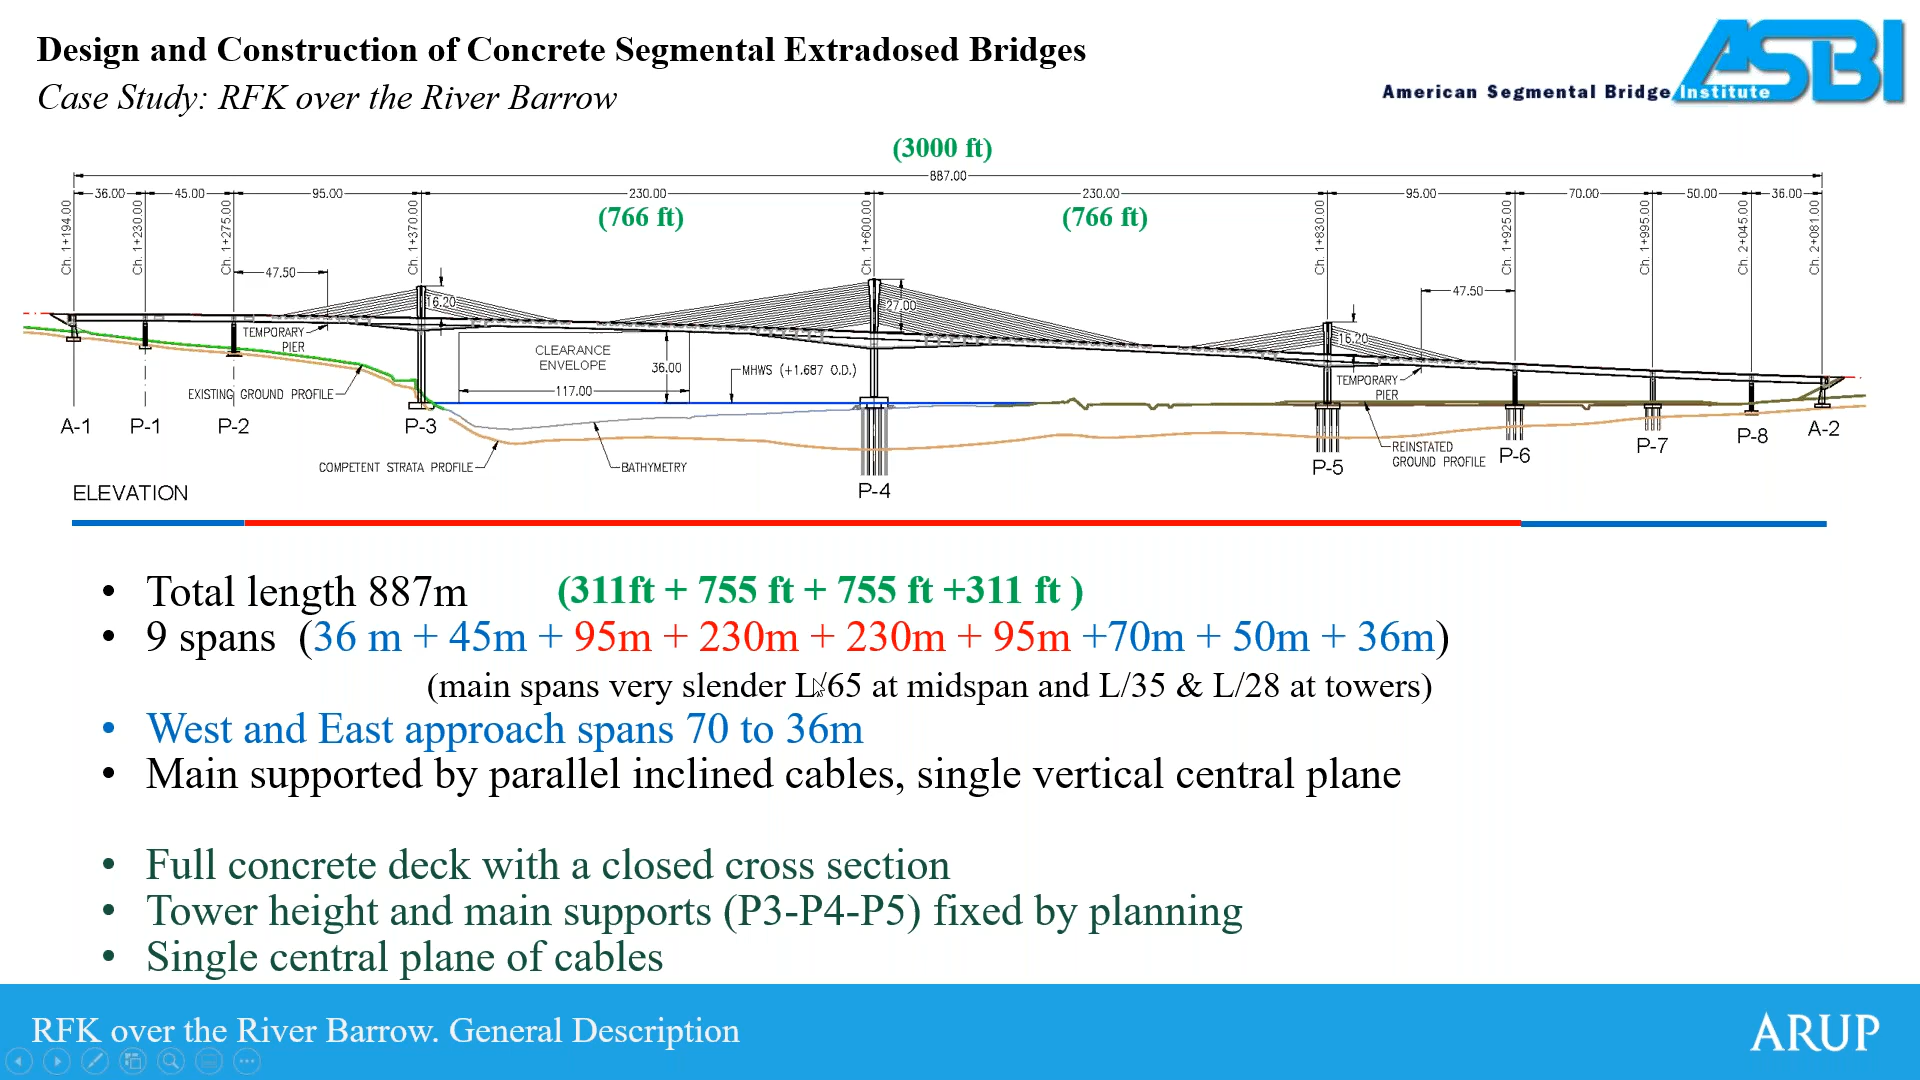 Design and Construction of Concrete Segmental Extradosed Bridges
Case Study: RFK over the River Barrow
ASBI
American Segmental Bridge Institute
(3000 ft)
887.00
36.00 45.00 95.00 230.00 230.00 95.00 70.00 50.00 36.00
(766 ft) (766 ft)
Ch. 1+194.00 Ch. 1+230.00 Ch. 1+275.00 Ch. 1+370.00 Ch. 1+600.00 Ch. 1+830.00 Ch. 1+925.00 Ch. 1+995.00 Ch. 2+045.00 Ch. 2+081.00
47.50 47.50
16.20 27.00 16.20
TEMPORARY
PIER
CLEARANCE
ENVELOPE
36.00
117.00
MHWS (+1.687 O.D.)
TEMPORARY
PIER
EXISTING GROUND PROFILE
COMPETENT STRATA PROFILE
BATHYMETRY
REINSTATED
GROUND PROFILE
A-1 P-1 P-2 P-3 P-4 P-5 P-6 P-7 P-8 A-2
ELEVATION
• Total length 887m (311ft + 755 ft + 755 ft +311 ft )
• 9 spans (36 m + 45m + 95m + 230m + 230m + 95m +70m + 50m + 36m)
(main spans very slender L/65 at midspan and L/35 & L/28 at towers)
• West and East approach spans 70 to 36m
• Main supported by parallel inclined cables, single vertical central plane
• Full concrete deck with a closed cross section
• Tower height and main supports (P3-P4-P5) fixed by planning
• Single central plane of cables
RFK over the River Barrow. General Description
ARUP